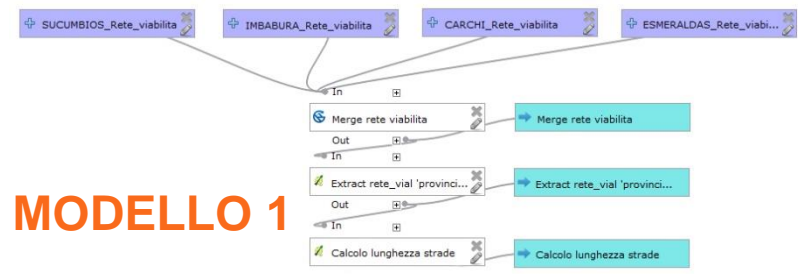 SUCUMBIOS_Rete_viabilita
IMBABURA_Rete_viabilita
CARCHI_Rete_viabilita
ESMERALDAS_Rete_viabi...
In
Merge rete viabilita
Merge rete viabilita
Out
In
Extract rete_vial 'provinci...
Extract rete_vial 'provinci...
Out
In
MODELLO 1
Calcolo lunghezza strade
Calcolo lunghezza strade